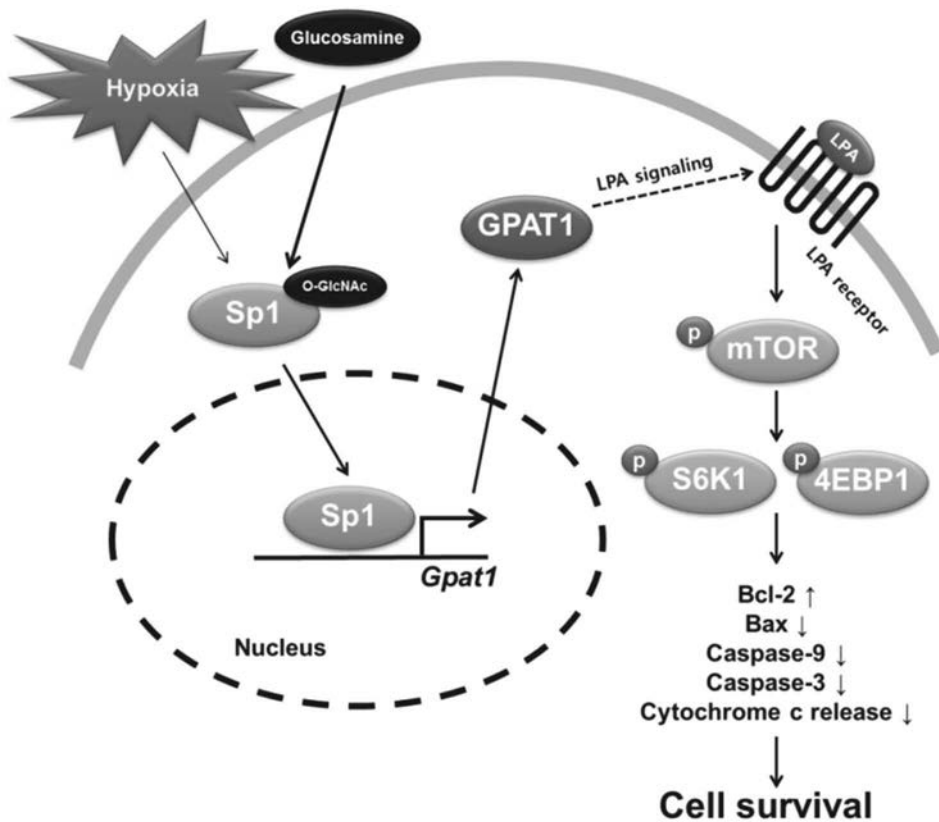 Glucosamine
Hypoxia
LPA
LPA signaling
GPAT1
LPA receptor
O-GlcNAc
Sp1
p
mTOR
p
S6K1
p
4EBP1
Sp1
Gpat1
Nucleus
Bcl-2 ↑
Bax ↓
Caspase-9 ↓
Caspase-3 ↓
Cytochrome c release ↓
Cell survival